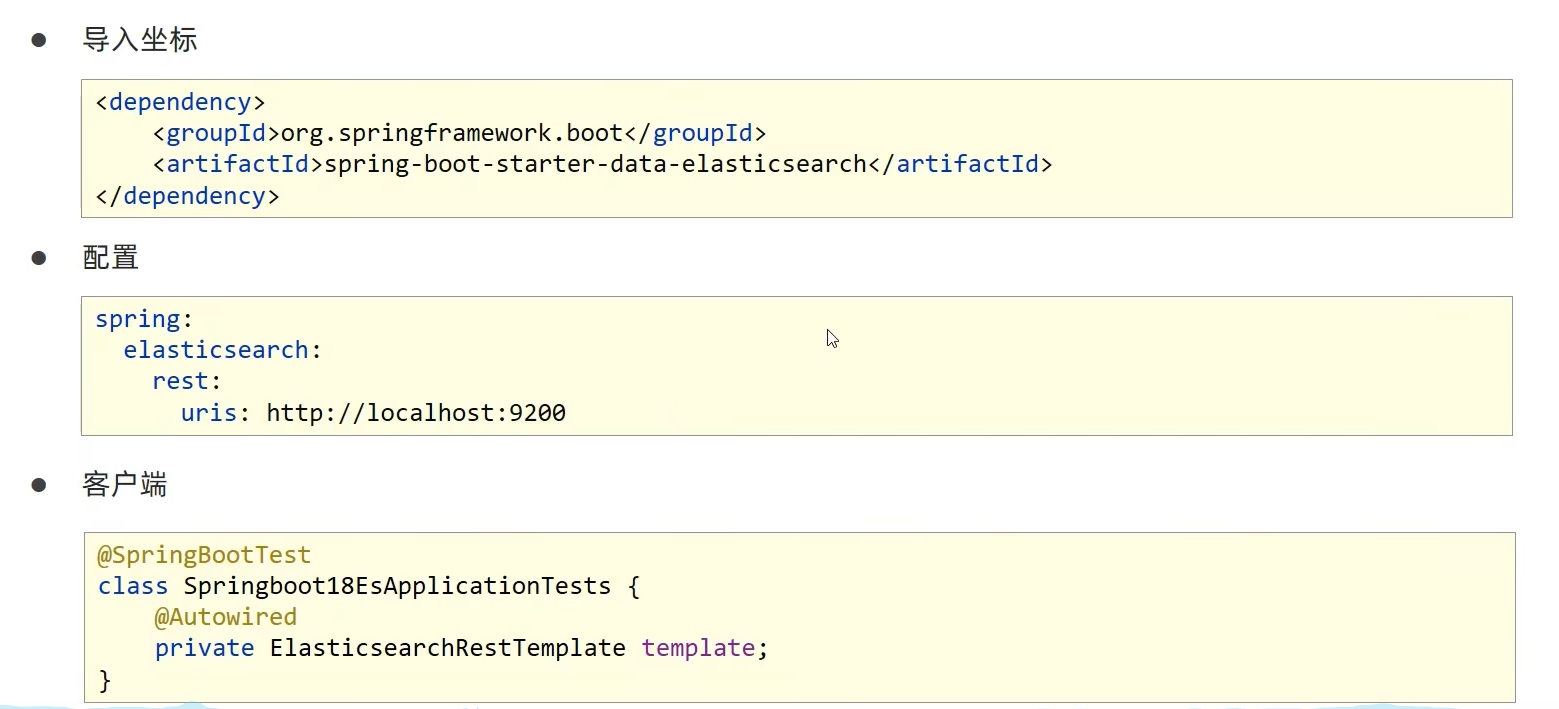 ● 导入坐标
<dependency>
    <groupId>org.springframework.boot</groupId>
    <artifactId>spring-boot-starter-data-elasticsearch</artifactId>
</dependency>
● 配置
spring:
  elasticsearch:
    rest:
      uris: http://localhost:9200
● 客户端
@SpringBootTest
class Springboot18EsApplicationTests {
    @Autowired
    private ElasticsearchRestTemplate template;
}